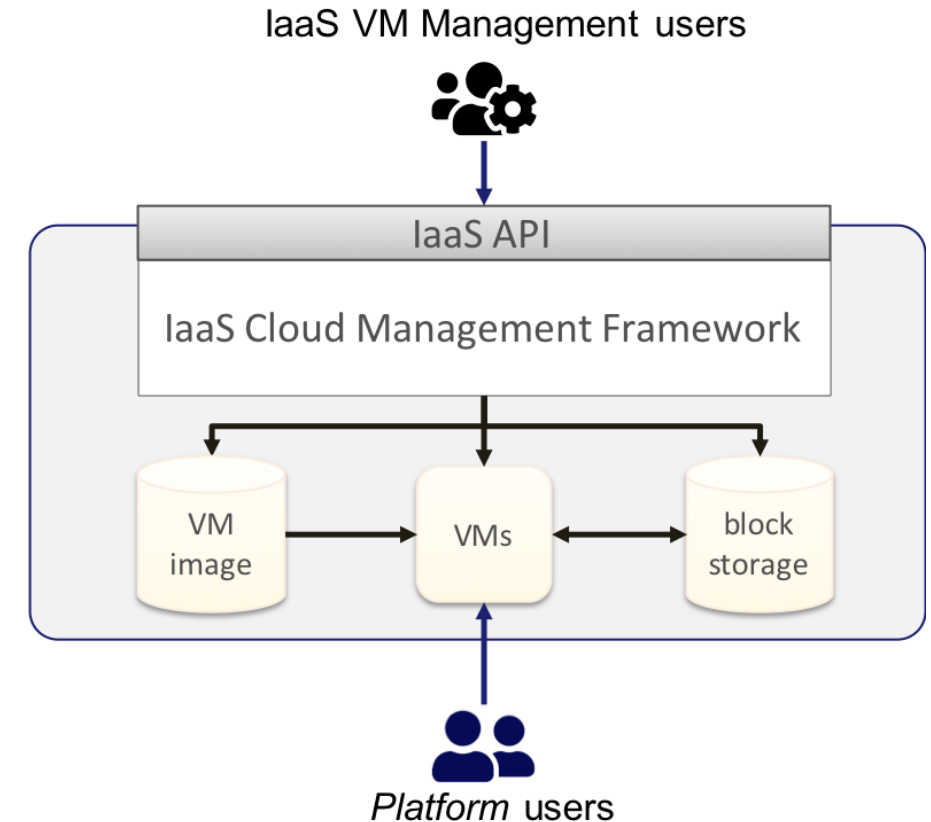 IaaS VM Management users
IaaS API
IaaS Cloud Management Framework
VM
image
VMs
block
storage
Platform users